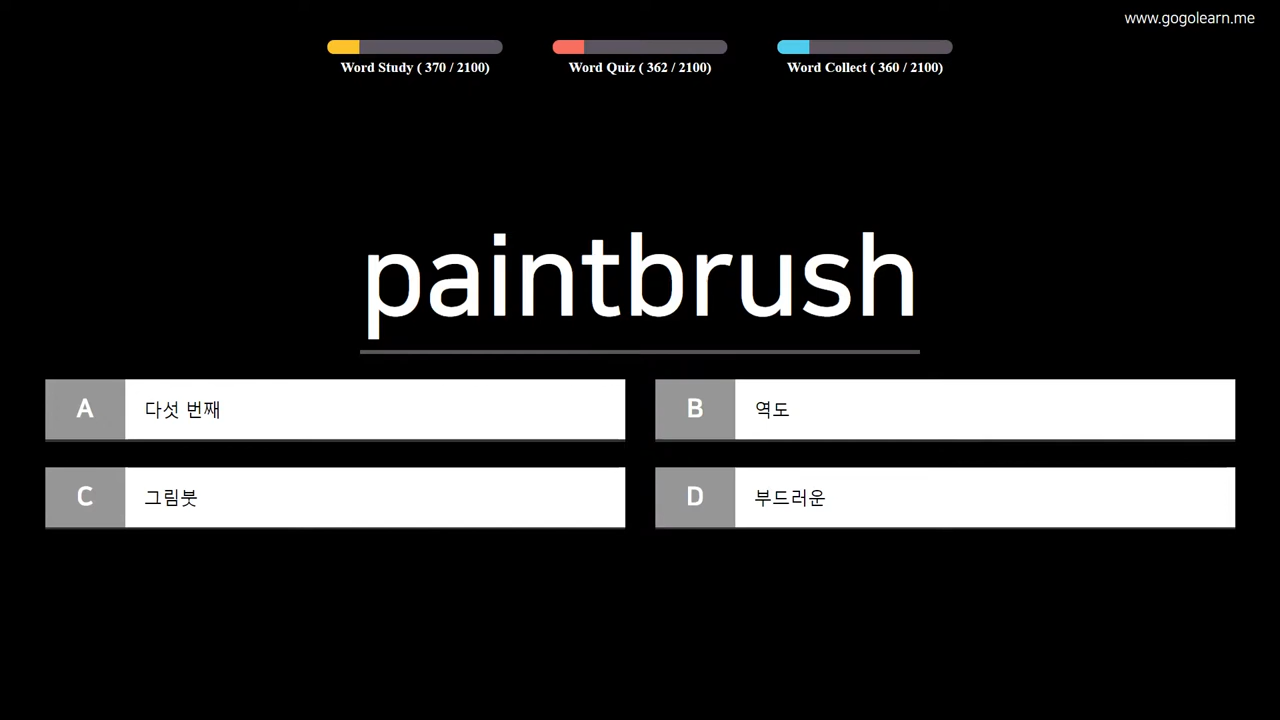 www.gogolearn.me
Word Study ( 370 / 2100)
Word Quiz ( 362 / 2100)
Word Collect ( 360 / 2100)
paintbrush
A 다섯 번째
B 역도
C 그림붓
D 부드러운